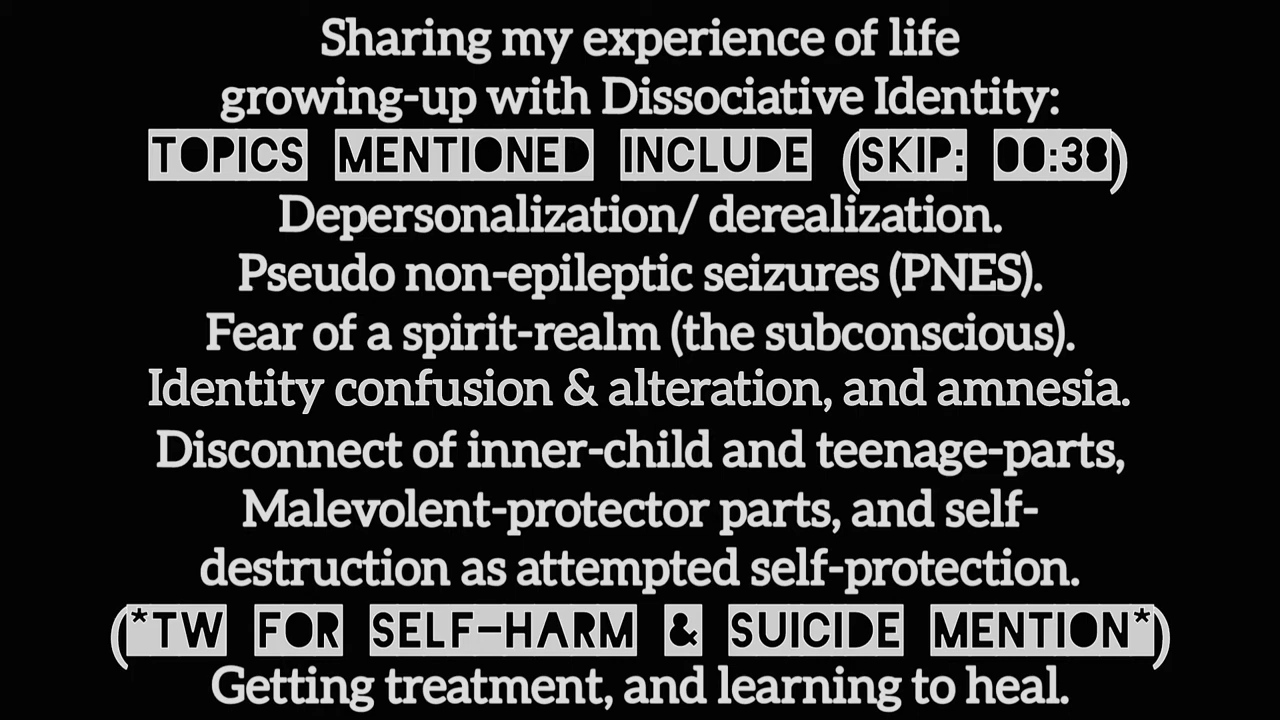 Sharing my experience of life
growing-up with Dissociative Identity:
TOPICS MENTIONED INCLUDE (SKIP: 00:38)
Depersonalization/ derealization.
Pseudo non-epileptic seizures (PNES).
Fear of a spirit-realm (the subconscious).
Identity confusion & alteration, and amnesia.
Disconnect of inner-child and teenage-parts,
Malevolent-protector parts, and self-
destruction as attempted self-protection.
(*TW FOR SELF-HARM & SUICIDE MENTION*)
Getting treatment, and learning to heal.